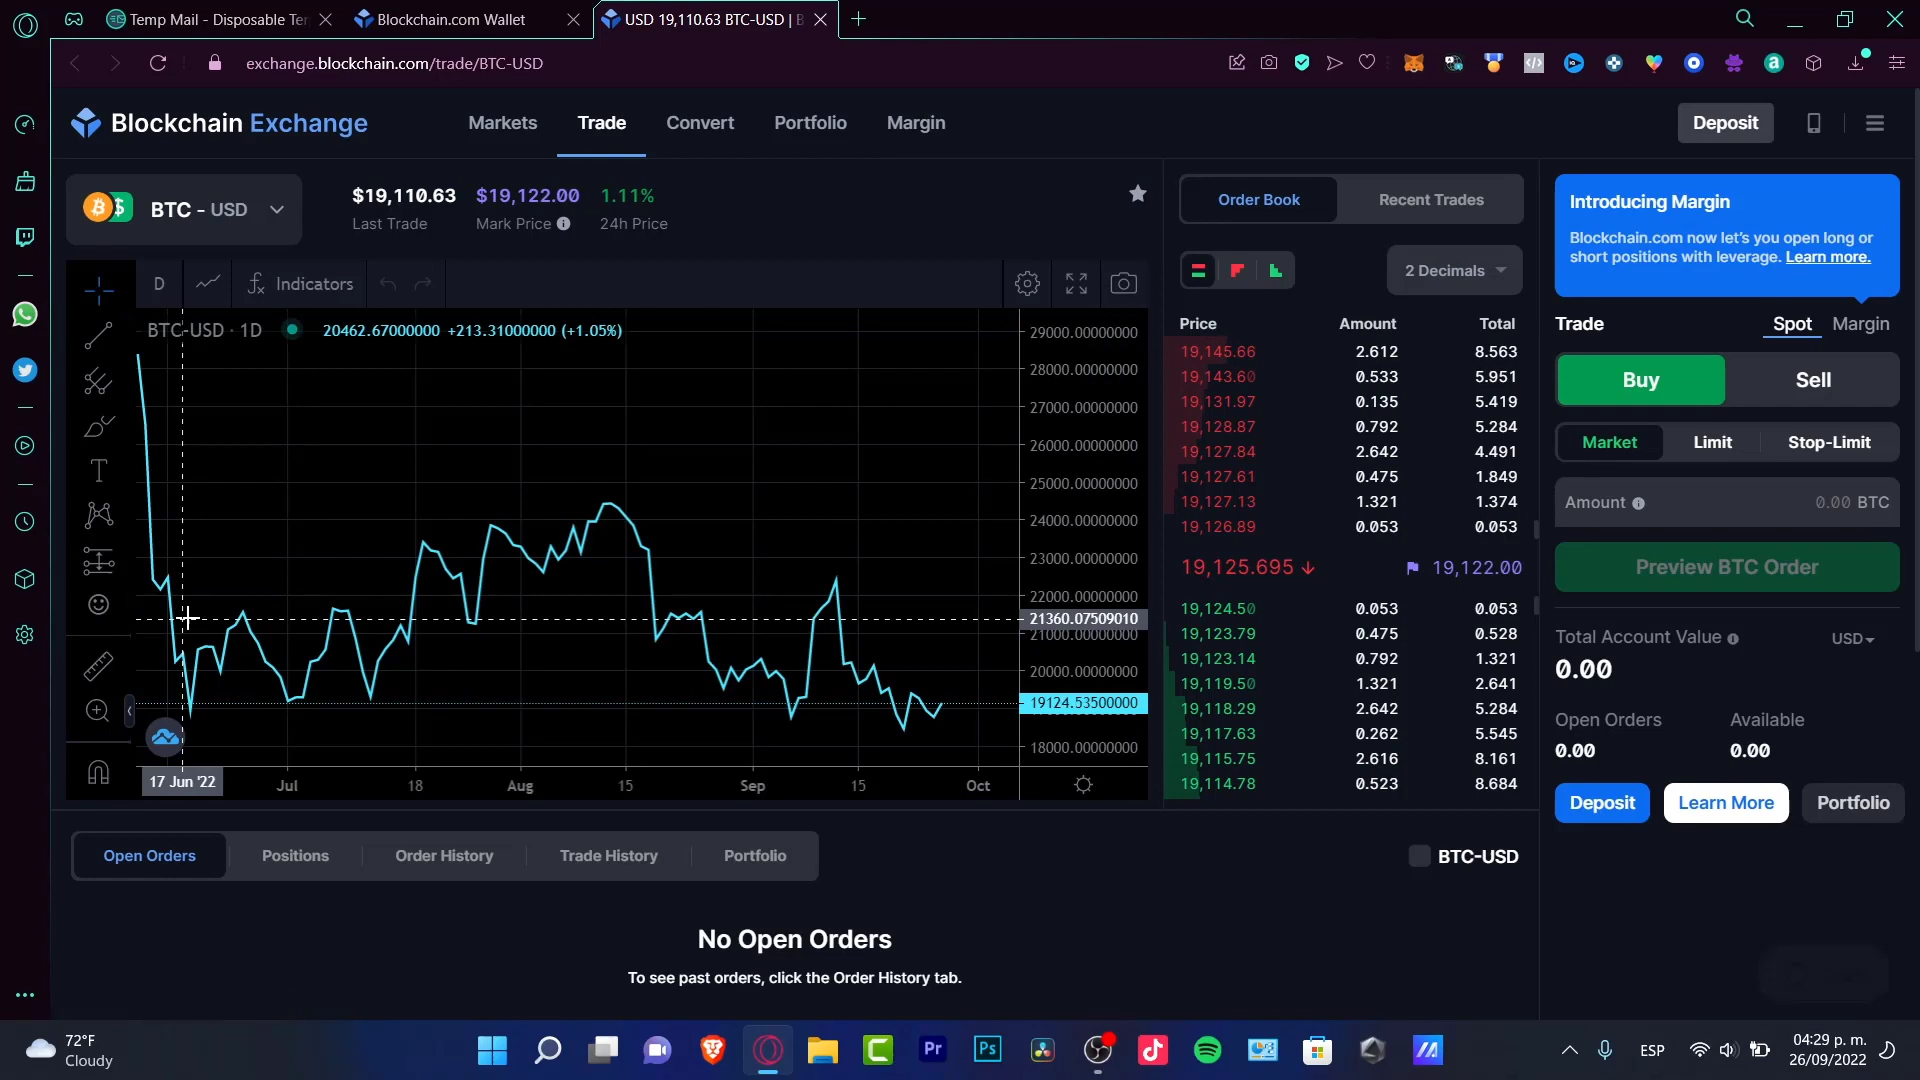 Temp Mail - Disposable Te
Blockchain.com Wallet
USD 19,110.63 BTC-USD | B
exchange.blockchain.com/trade/BTC-USD
Blockchain Exchange
Markets
Trade
Convert
Portfolio
Margin
Deposit
BTC - USD
$19,110.63
$19,122.00
1.11%
Last Trade
Mark Price
24h Price
Order Book
Recent Trades
Introducing Margin
Blockchain.com now let's you open long or
short positions with leverage. Learn more.
D
Indicators
2 Decimals
BTC-USD · 1D
20462.67000000 +213.31000000 (+1.05%)
29000.00000000
28000.00000000
27000.00000000
26000.00000000
25000.00000000
24000.00000000
23000.00000000
22000.00000000
21360.07509010
21000.00000000
20000.00000000
19124.53500000
18000.00000000
17 Jun '22
Jul
18
Aug
15
Sep
15
Oct
Price Amount Total
19,145.66 2.612 8.563
19,143.60 0.533 5.951
19,131.97 0.135 5.419
19,128.87 0.792 5.284
19,127.84 2.642 4.491
19,127.61 0.475 1.849
19,127.13 1.321 1.374
19,126.89 0.053 0.053
19,125.695 19,122.00
19,124.50 0.053 0.053
19,123.79 0.475 0.528
19,123.14 0.792 1.321
19,119.50 1.321 2.641
19,118.29 2.642 5.284
19,117.63 0.262 5.545
19,115.75 2.616 8.161
19,114.78 0.523 8.684
Trade
Spot
Margin
Buy
Sell
Market
Limit
Stop-Limit
Amount
0.00 BTC
Preview BTC Order
Total Account Value
USD
0.00
Open Orders
Available
0.00
0.00
Deposit
Learn More
Portfolio
Open Orders
Positions
Order History
Trade History
Portfolio
BTC-USD
No Open Orders
To see past orders, click the Order History tab.
72°F
Cloudy
Pr
Ps
ESP
04:29 p. m.
26/09/2022